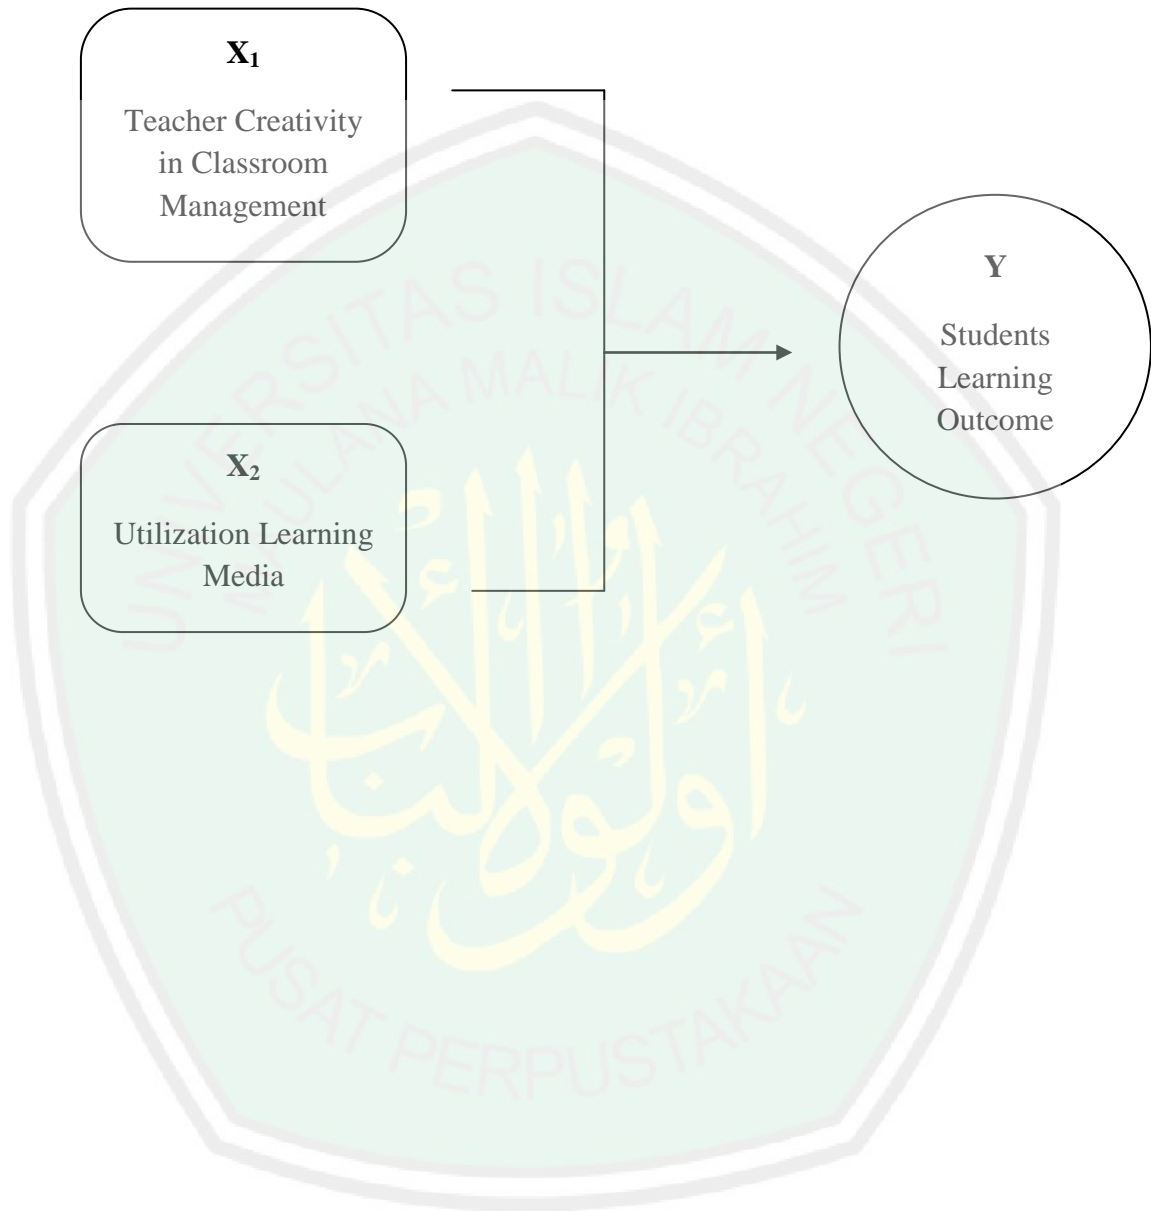 X₁
Teacher Creativity
in Classroom
Management
Y
Students
Learning
Outcome
X₂
Utilization Learning
Media
UNIVERSITAS ISLAM NEGERI
MAULANA MALIK IBRAHIM
PUSAT PERPUSTAKAAN